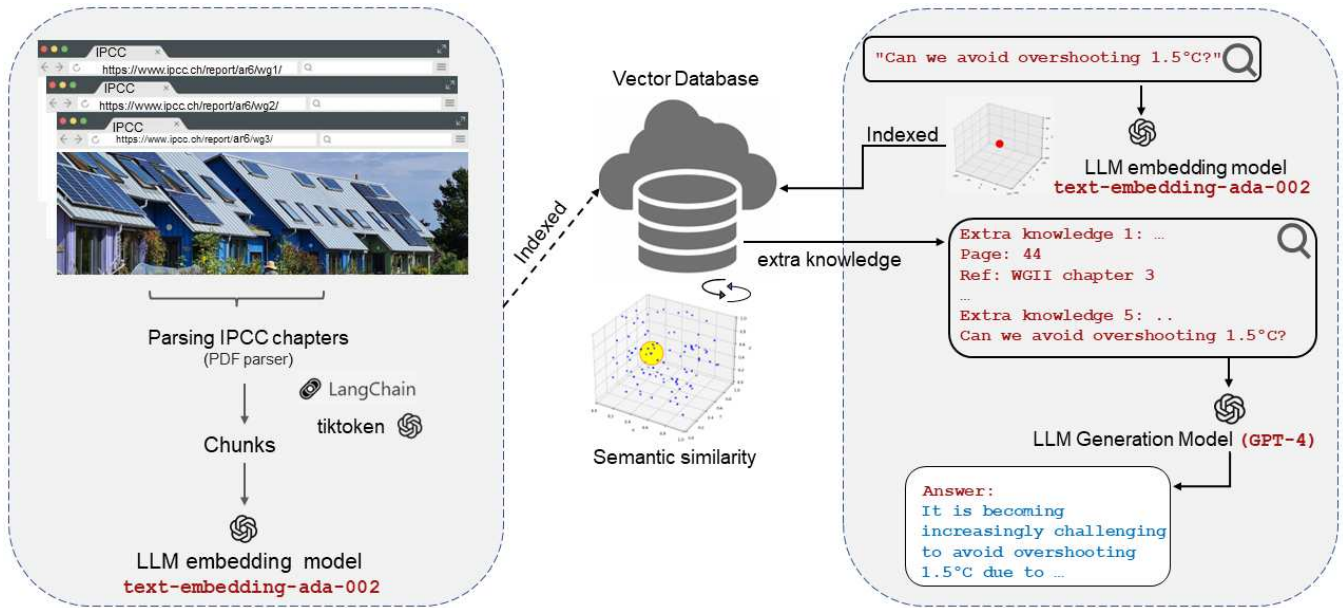 IPCC
https://www.ipcc.ch/report/ar6/wg1/
IPCC
https://www.ipcc.ch/report/ar6/wg2/
IPCC
https://www.ipcc.ch/report/ar6/wg3/
Parsing IPCC chapters
(PDF parser)
LangChain
tiktoken
Chunks
LLM embedding model
text-embedding-ada-002
Indexed
Vector Database
extra knowledge
Semantic similarity
"Can we avoid overshooting 1.5°C?"
Indexed
LLM embedding model
text-embedding-ada-002
Extra knowledge 1: …
Page: 44
Ref: WGII chapter 3
…
Extra knowledge 5: ..
Can we avoid overshooting 1.5°C?
LLM Generation Model (GPT-4)
Answer:
It is becoming
increasingly challenging
to avoid overshooting
1.5°C due to …